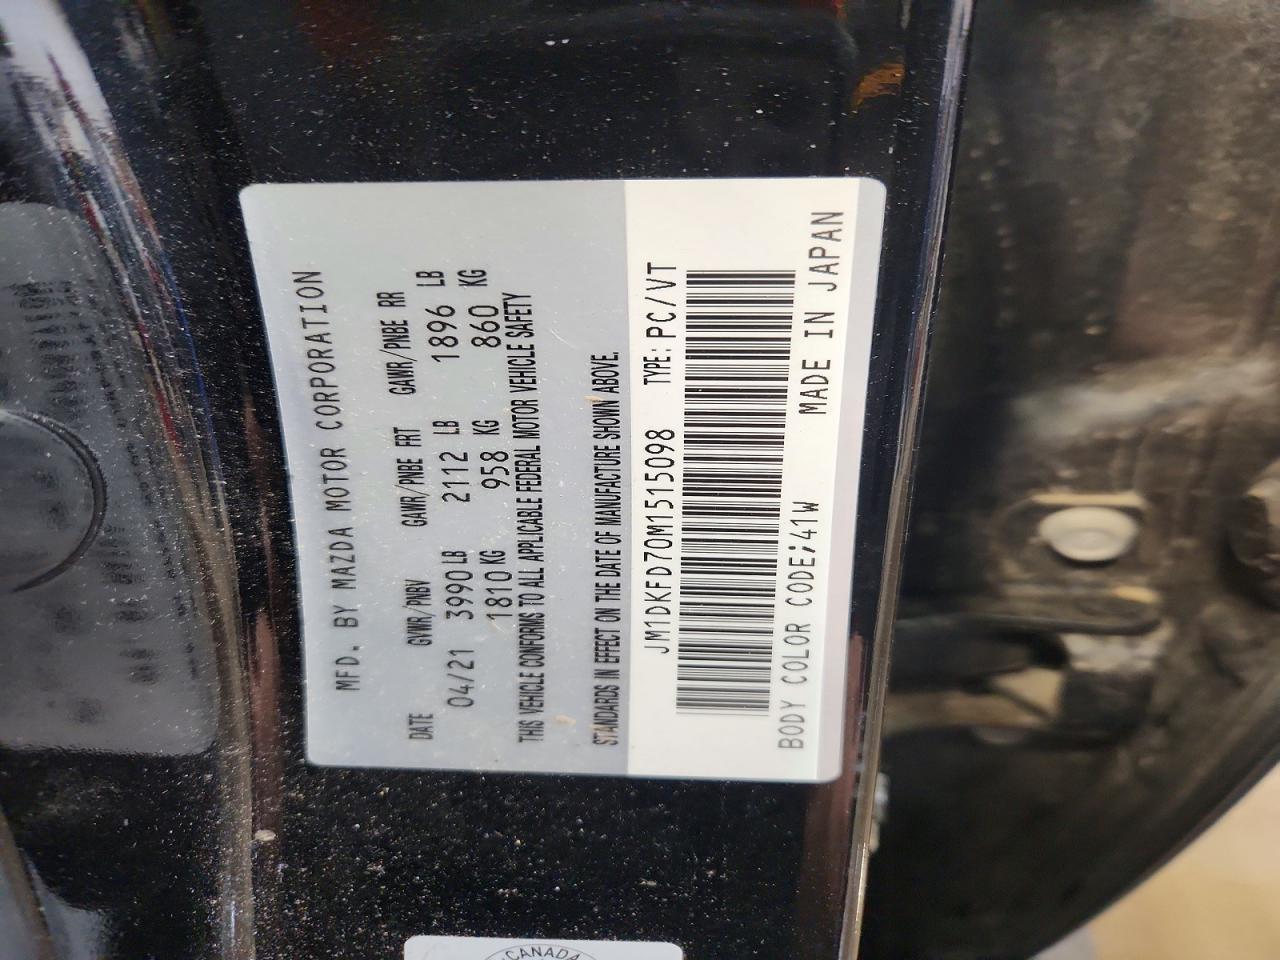 MFD. BY MAZDA MOTOR CORPORATION
DATE GVWR/PNBV GAWR/PNBE FRT GAWR/PNBE RR
04/21 3990 LB 2112 LB 1896 LB
1810 KG 958 KG 860 KG
THIS VEHICLE CONFORMS TO ALL APPLICABLE FEDERAL MOTOR VEHICLE SAFETY
STANDARDS IN EFFECT ON THE DATE OF MANUFACTURE SHOWN ABOVE.
JM1DKFD70M1515098 TYPE: PC/VT
BODY COLOR CODE;41W MADE IN JAPAN
CANADA